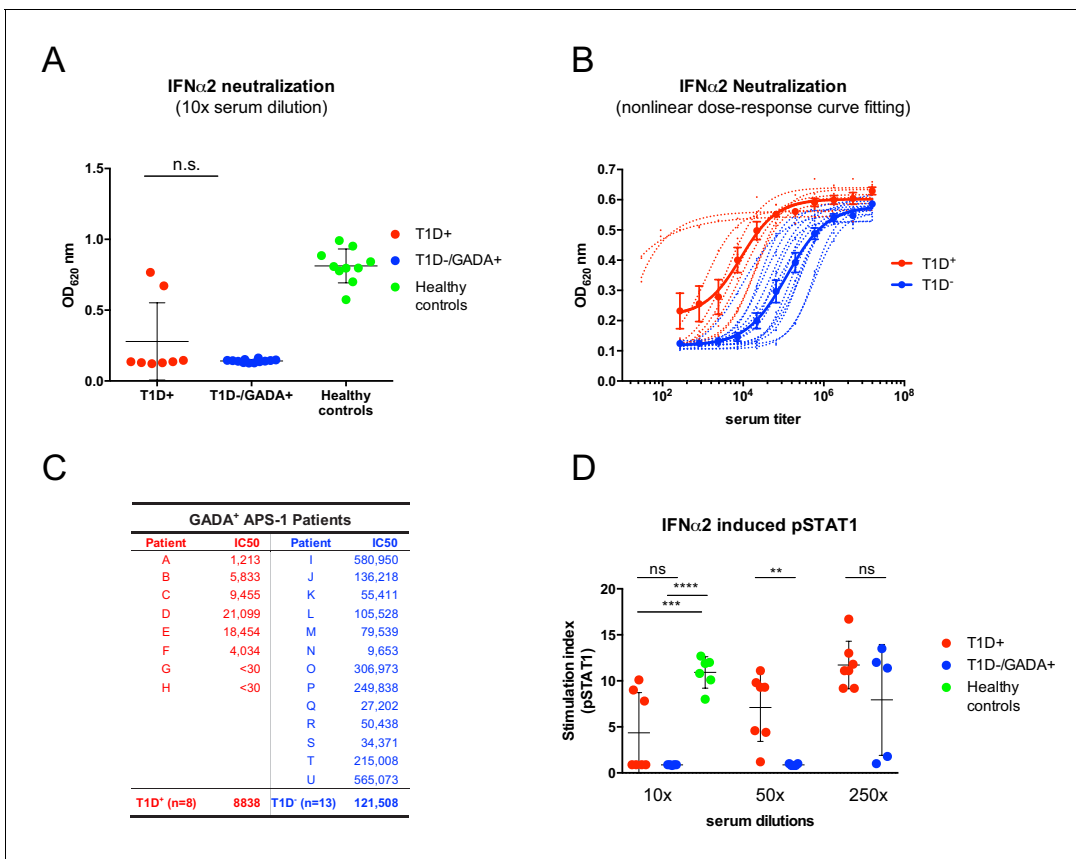 A
IFNα2 neutralization
(10x serum dilution)
n.s.
1.5
1.0
0.5
0.0
OD620 nm
T1D+
T1D-/GADA+
Healthy
controls
T1D+
T1D-/GADA+
Healthy
controls
B
IFNα2 Neutralization
(nonlinear dose-response curve fitting)
0.7
0.6
0.5
0.4
0.3
0.2
0.1
0.0
OD620 nm
10² 10⁴ 10⁶ 10⁸
serum titer
T1D⁺
T1D⁻
C
GADA⁺ APS-1 Patients
Patient IC50 Patient IC50
A 1,213 I 580,950
B 5,833 J 136,218
C 9,455 K 55,411
D 21,099 L 105,528
E 18,454 M 79,539
F 4,034 N 9,653
G <30 O 306,973
H <30 P 249,838
Q 27,202
R 50,438
S 34,371
T 215,008
U 565,073
T1D⁺ (n=8) 8838 T1D⁻ (n=13) 121,508
D
IFNα2 induced pSTAT1
ns
****
***
**
ns
20
15
10
5
0
Stimulation index
(pSTAT1)
10x 50x 250x
serum dilutions
T1D+
T1D-/GADA+
Healthy
controls